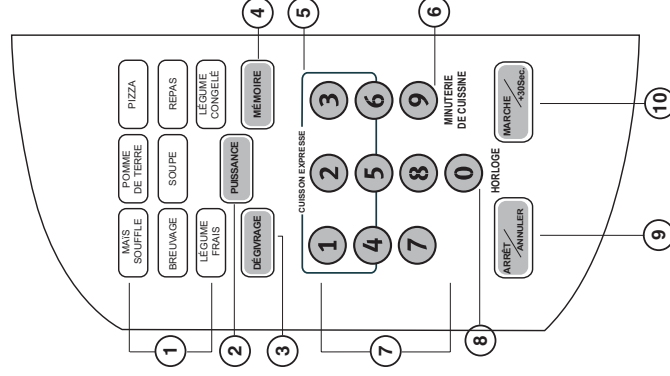 MAÏS
SOUFFLE
POMME
DE TERRE
PIZZA
BREUVAGE
SOUPE
REPAS
LÉGUME
FRAIS
LÉGUME
CONGELÉ
DÉGIVRAGE
PUISSANCE
MÉMOIRE
CUISSON EXPRESSE
1
2
3
4
5
6
7
8
9
MINUTERIE
DE CUISSINE
0
HORLOGE
ARRÊT/
ANNULER
MARCHE/
+30Sec.
1
2
3
4
5
6
7
8
9
10